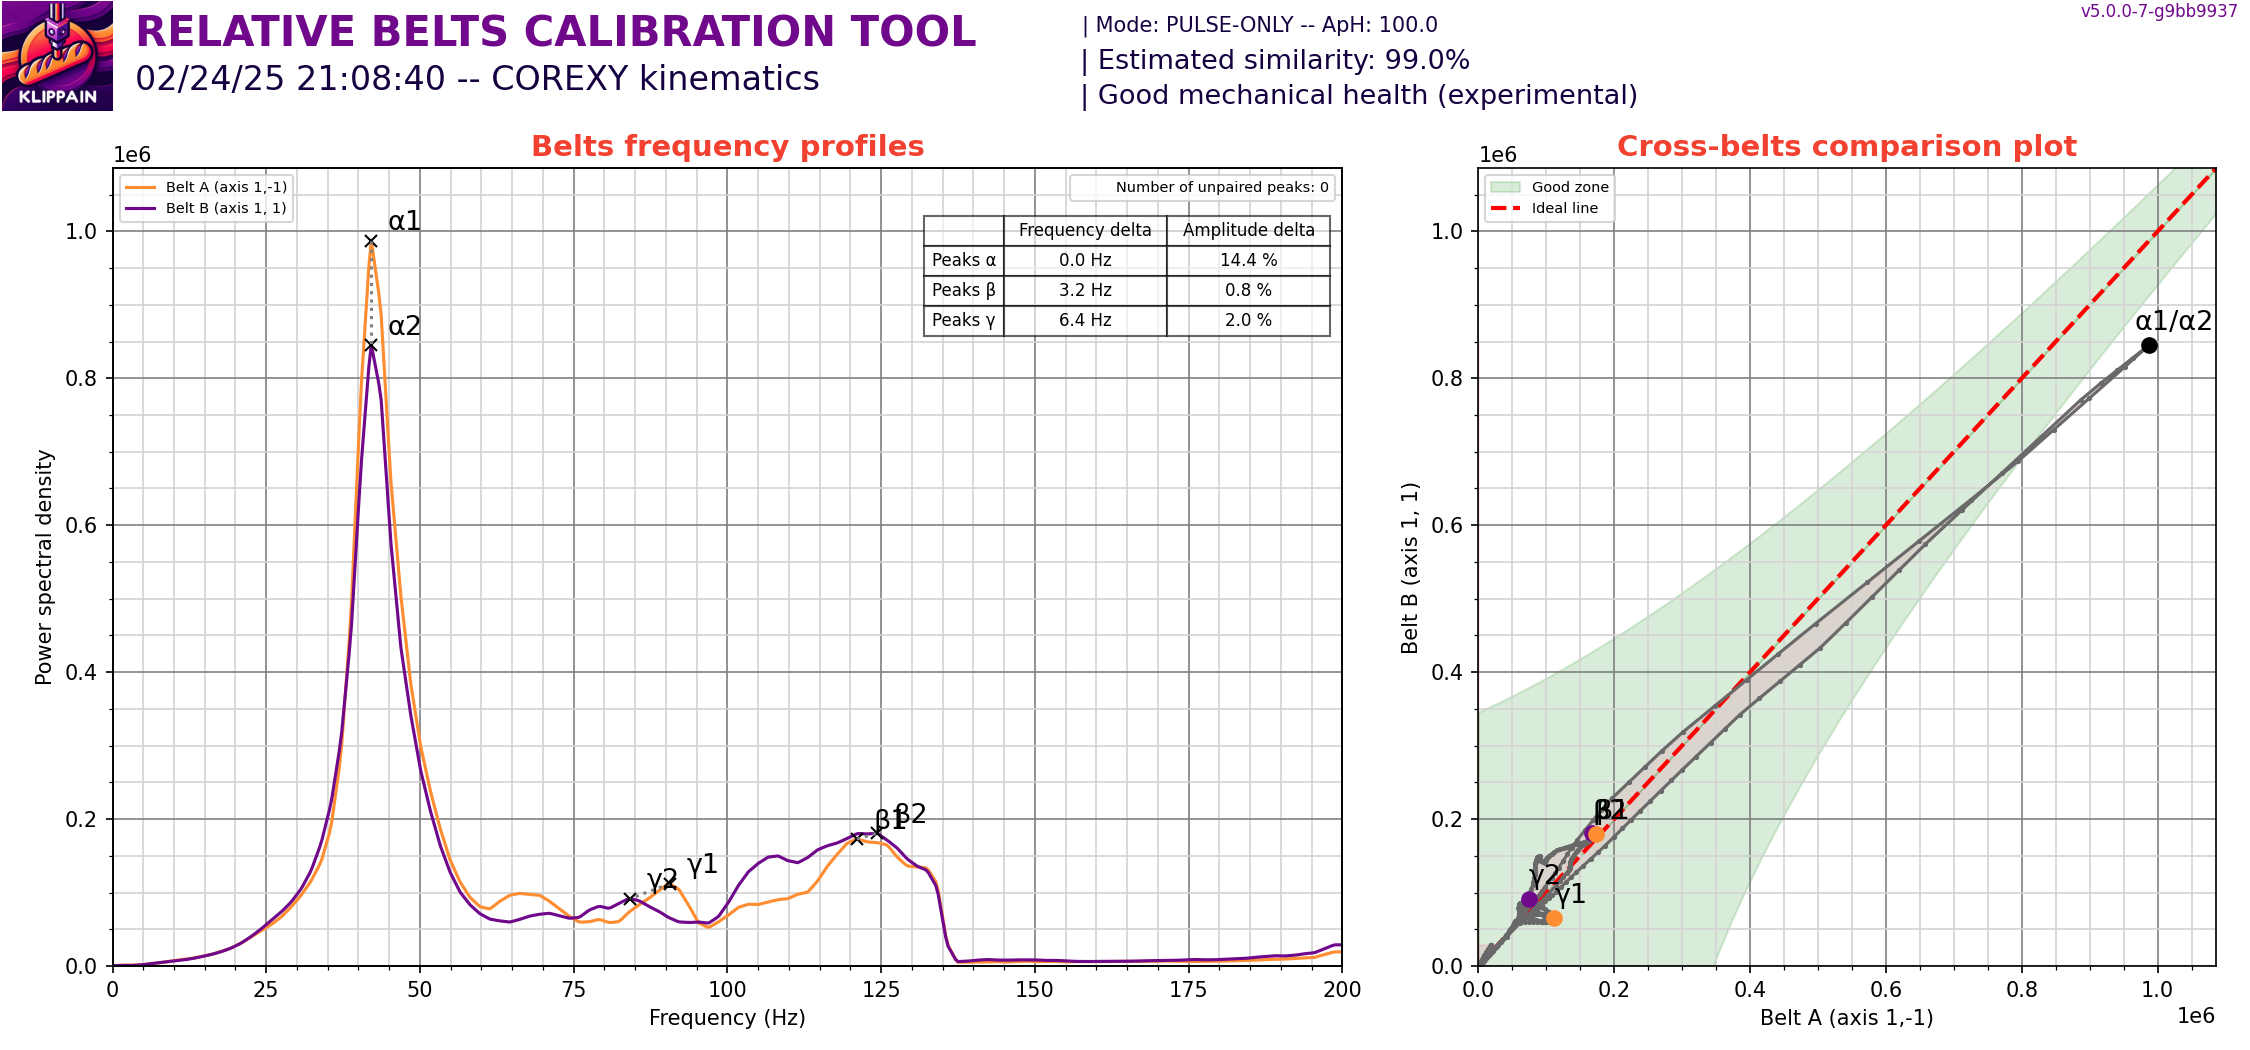 KLIPPAIN
RELATIVE BELTS CALIBRATION TOOL
02/24/25 21:08:40 -- COREXY kinematics
| Mode: PULSE-ONLY -- ApH: 100.0
| Estimated similarity: 99.0%
| Good mechanical health (experimental)
v5.0.0-7-g9bb9937
Belts frequency profiles
1e6
Belt A (axis 1,-1)
Belt B (axis 1, 1)
Number of unpaired peaks: 0
Frequency delta Amplitude delta
Peaks α 0.0 Hz 14.4 %
Peaks β 3.2 Hz 0.8 %
Peaks γ 6.4 Hz 2.0 %
α1
α2
β1
β2
γ1
γ2
Power spectral density
1.0
0.8
0.6
0.4
0.2
0.0
0 25 50 75 100 125 150 175 200
Frequency (Hz)
Cross-belts comparison plot
1e6
Good zone
Ideal line
α1/α2
β1
β2
γ2
γ1
Belt B (axis 1, 1)
1.0
0.8
0.6
0.4
0.2
0.0
0.0 0.2 0.4 0.6 0.8 1.0
Belt A (axis 1,-1)
1e6